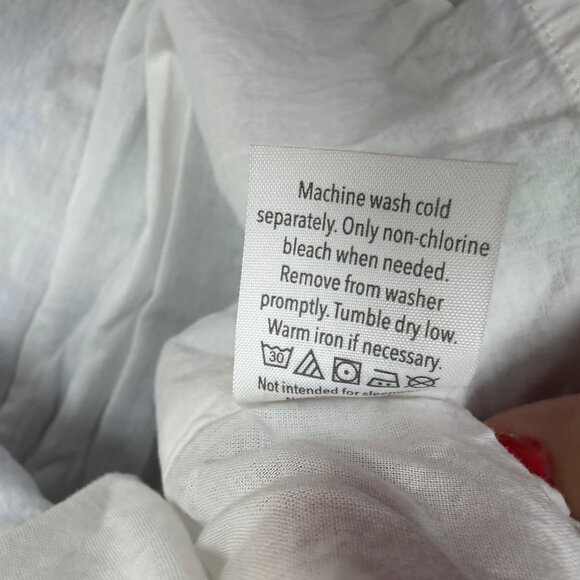 Machine wash cold
separately. Only non-chlorine
bleach when needed.
Remove from washer
promptly. Tumble dry low.
Warm iron if necessary.
30
Not intended for